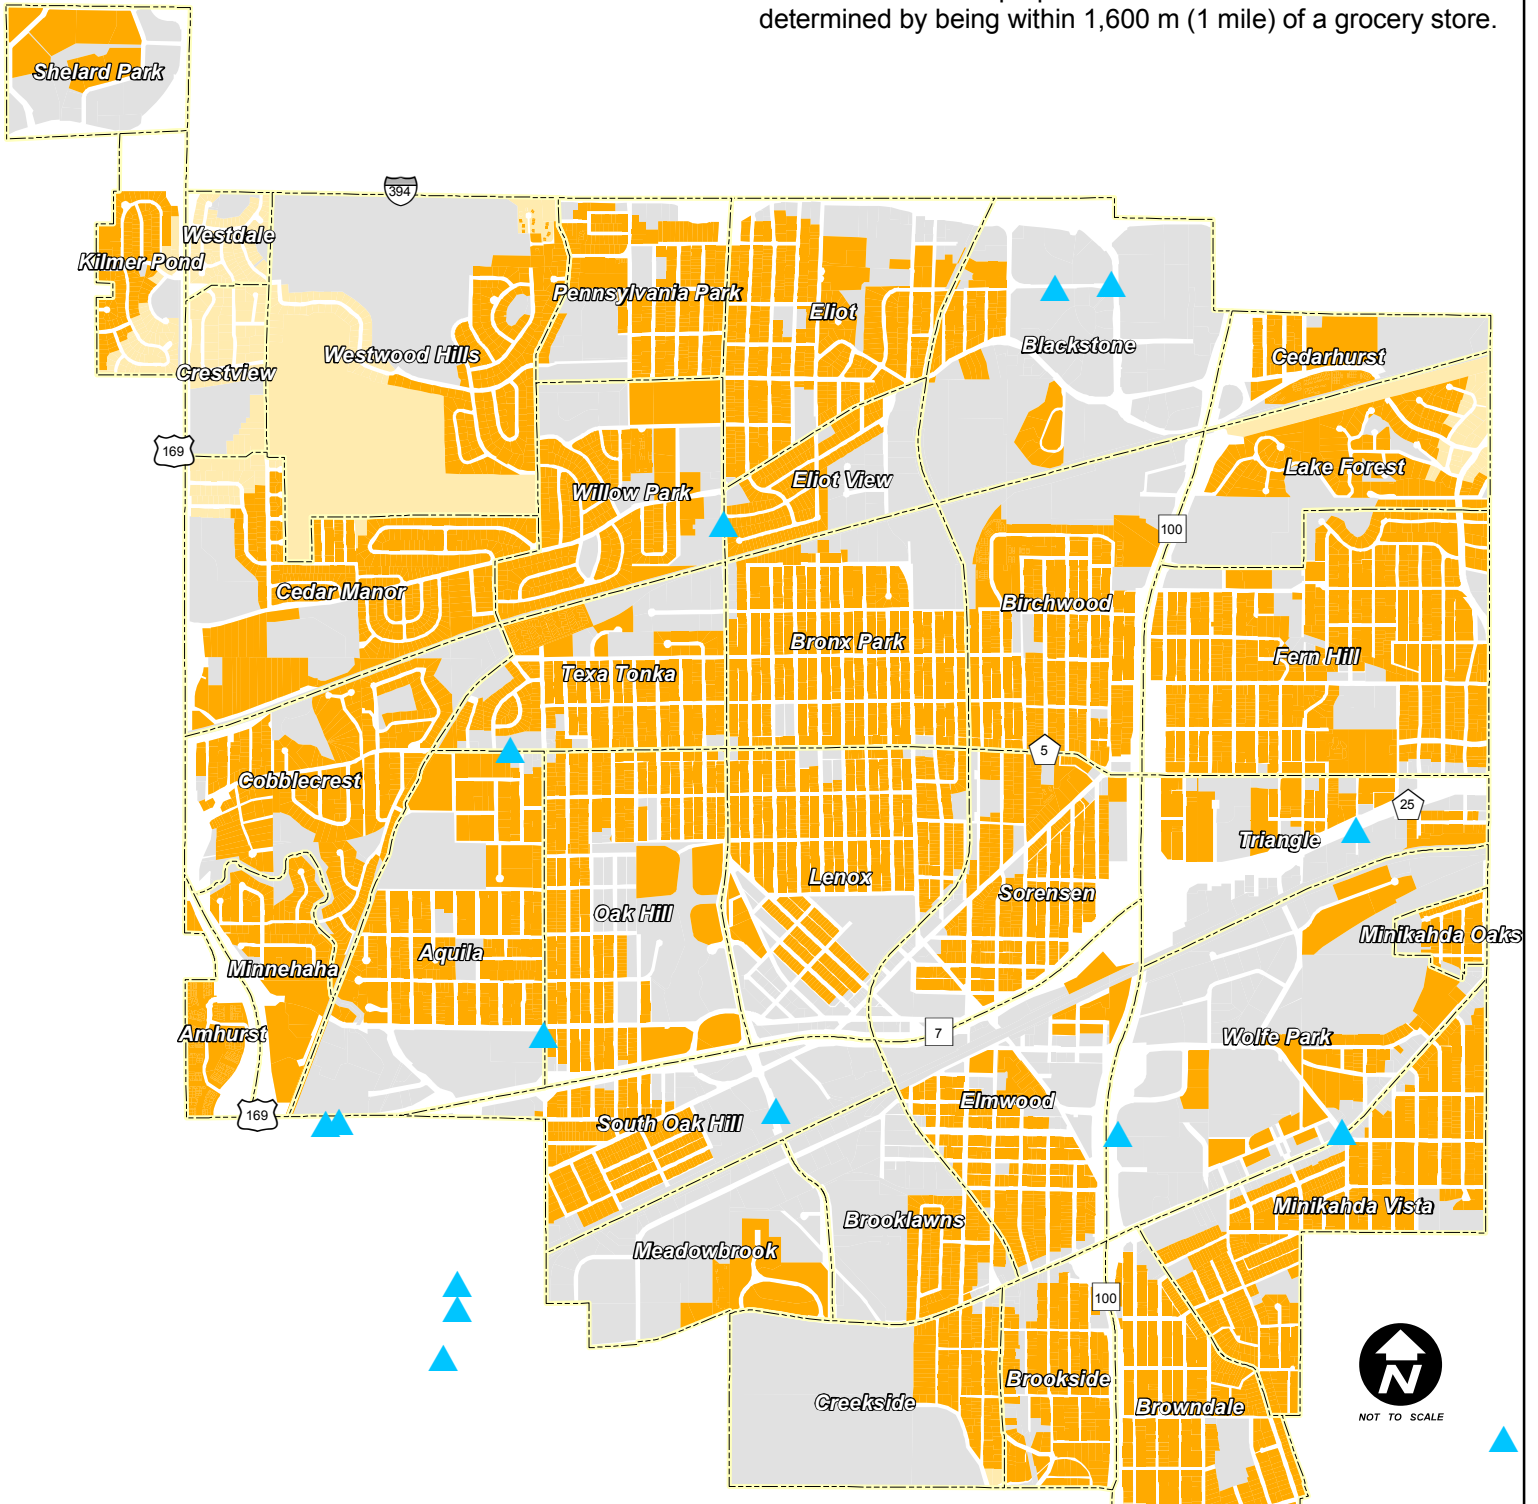 determined by being within 1,600 m (1 mile) of a grocery store.
Shelard Park
394
Westdale
Kilmer Pond
Pennsylvania Park
Eliot
Blackstone
Westwood Hills
Crestview
Cedarhurst
169
Lake Forest
Willow Park
Eliot View
100
Cedar Manor
Birchwood
Bronx Park
Fern Hill
Texa Tonka
5
Cobblecrest
25
Triangle
Lenox
Sorensen
Oak Hill
Minikahda Oaks
Aquila
Minnehaha
Amhurst
7
Wolfe Park
169
Elmwood
South Oak Hill
Minikahda Vista
Brooklawns
Meadowbrook
100
Brookside
Creekside
Browndale
N
NOT TO SCALE